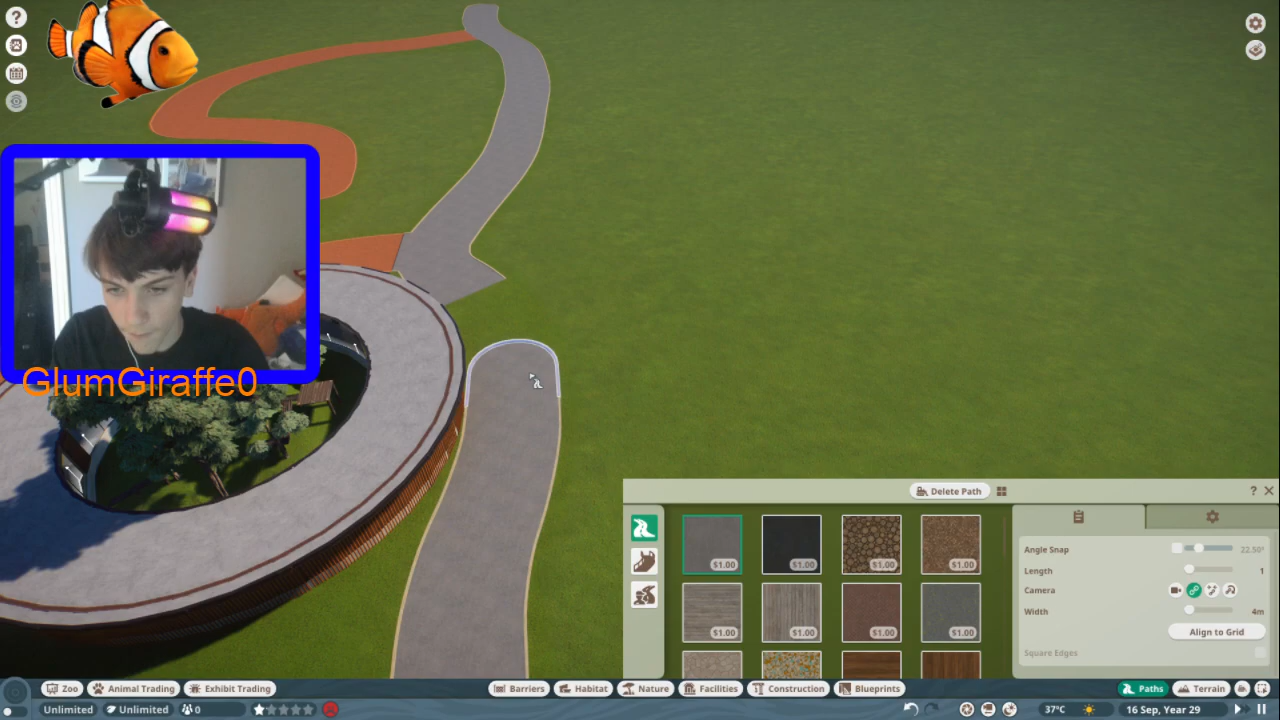 ?
GlumGiraffe0
Delete Path
? ×
$1.00 $1.00 $1.00 $1.00
$1.00 $1.00 $1.00 $1.00
Angle Snap 22.50°
Length 1
Camera
Width 4m
Align to Grid
Square Edges
Zoo Animal Trading Exhibit Trading Barriers Habitat Nature Facilities Construction Blueprints Paths Terrain
Unlimited Unlimited 0 37°C 16 Sep, Year 29